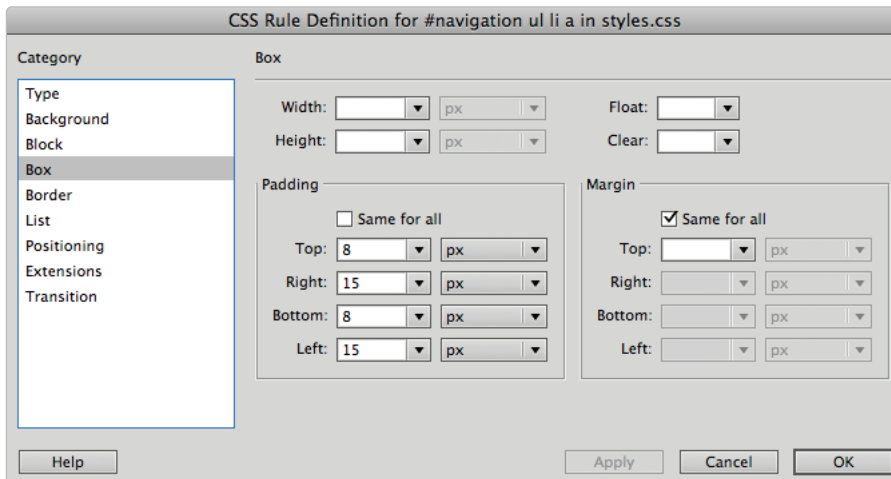 CSS Rule Definition for #navigation ul li a in styles.css
Category
Box
Type
Background
Block
Box
Border
List
Positioning
Extensions
Transition
Width: px Float:
Height: px Clear:
Padding Margin
Same for all Same for all
Top: 8 px Top: px
Right: 15 px Right: px
Bottom: 8 px Bottom: px
Left: 15 px Left: px
Help Apply Cancel OK